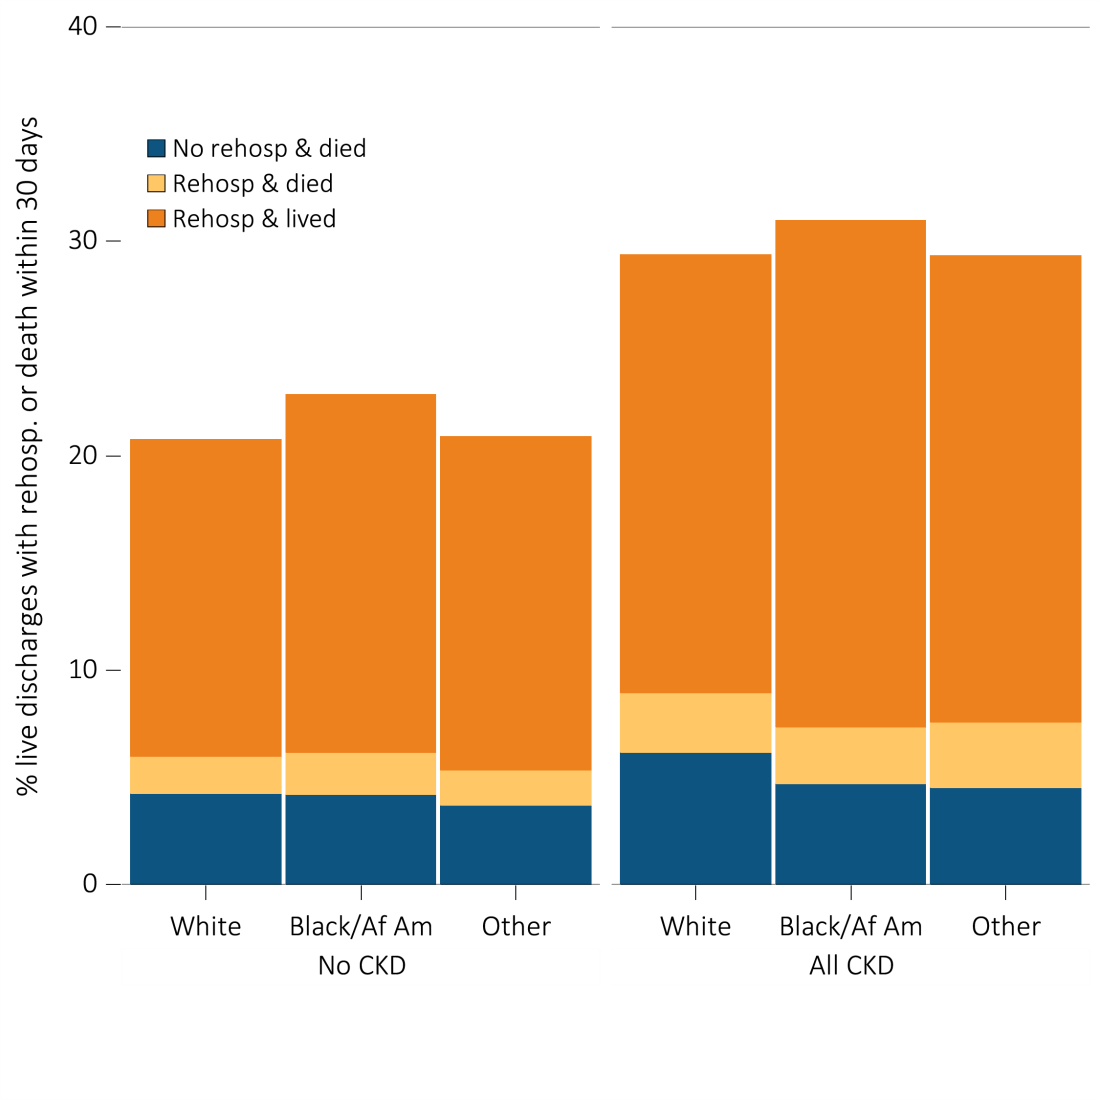 % live discharges with rehosp. or death within 30 days
40
30
20
10
0
No rehosp & died
Rehosp & died
Rehosp & lived
White Black/Af Am Other White Black/Af Am Other
No CKD All CKD